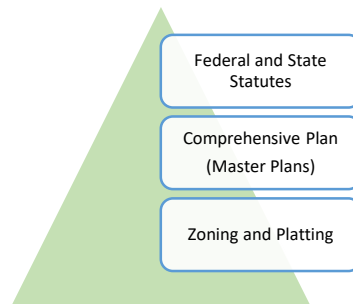 Federal and State
Statutes
Comprehensive Plan
(Master Plans)
Zoning and Platting